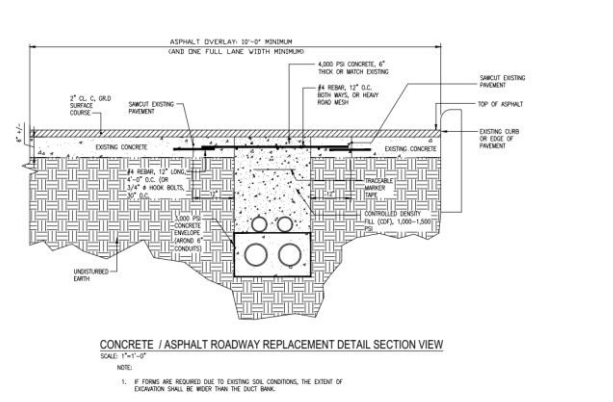 ASPHALT OVERLAY: 10'-0" MINIMUM
(AND ONE FULL LANE WIDTH MINIMUM)
4,000 PSI CONCRETE, 6"
THICK OR MATCH EXISTING
#4 REBAR, 12" O.C.
BOTH WAYS, OR HEAVY
ROAD MESH
SAWCUT EXISTING
PAVEMENT
2" CL. C, GR.D
SURFACE
COURSE
SAWCUT EXISTING
PAVEMENT
TOP OF ASPHALT
6" +/-
EXISTING CONCRETE
EXISTING CONCRETE
EXISTING CURB
OR EDGE OF
PAVEMENT
#4 REBAR, 12" LONG,
4'-0" O.C. (OR
3/4" ø HOOK BOLTS,
30" O.C.
12"
12"
TRACEABLE
MARKER
TAPE
3,000 PSI
CONCRETE
ENVELOPE
(AROND 6"
CONDUITS)
CONTROLLED DENSITY
FILL (CDF), 1,000-1,500
PSI
UNDISTURBED
EARTH
CONCRETE / ASPHALT ROADWAY REPLACEMENT DETAIL SECTION VIEW
SCALE: 1"=1'-0"
NOTE:
1. IF FORMS ARE REQUIRED DUE TO EXISTING SOIL CONDITIONS, THE EXTENT OF
EXCAVATION SHALL BE WIDER THAN THE DUCT BANK.